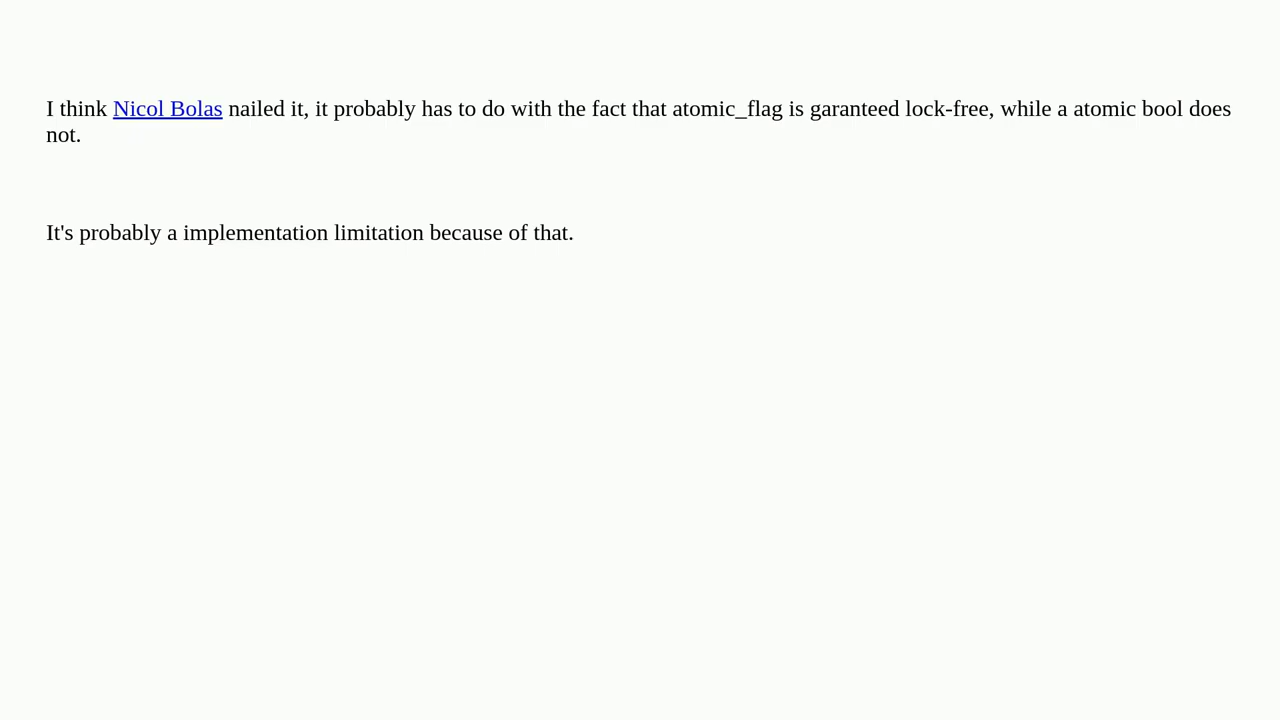 I think Nicol Bolas nailed it, it probably has to do with the fact that atomic_flag is garanteed lock-free, while a atomic bool does
not.
It's probably a implementation limitation because of that.